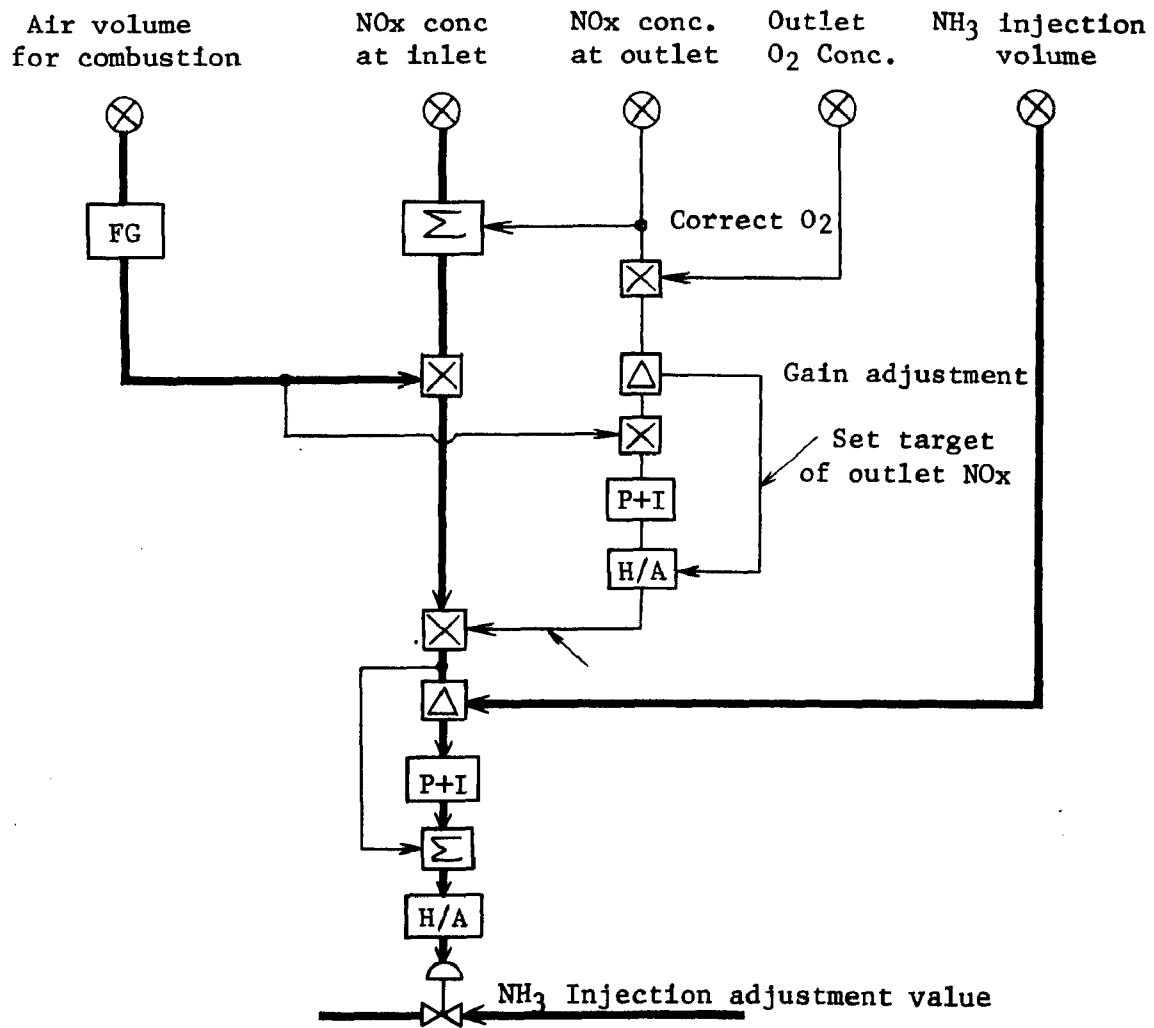 Air volume
for combustion
NOx conc
at inlet
NOx conc.
at outlet
Outlet
O2 Conc.
NH3 injection
volume
FG
Σ
Correct O2
Δ
Gain adjustment
Set target
of outlet NOx
P+I
H/A
Δ
P+I
Σ
H/A
NH3 Injection adjustment value